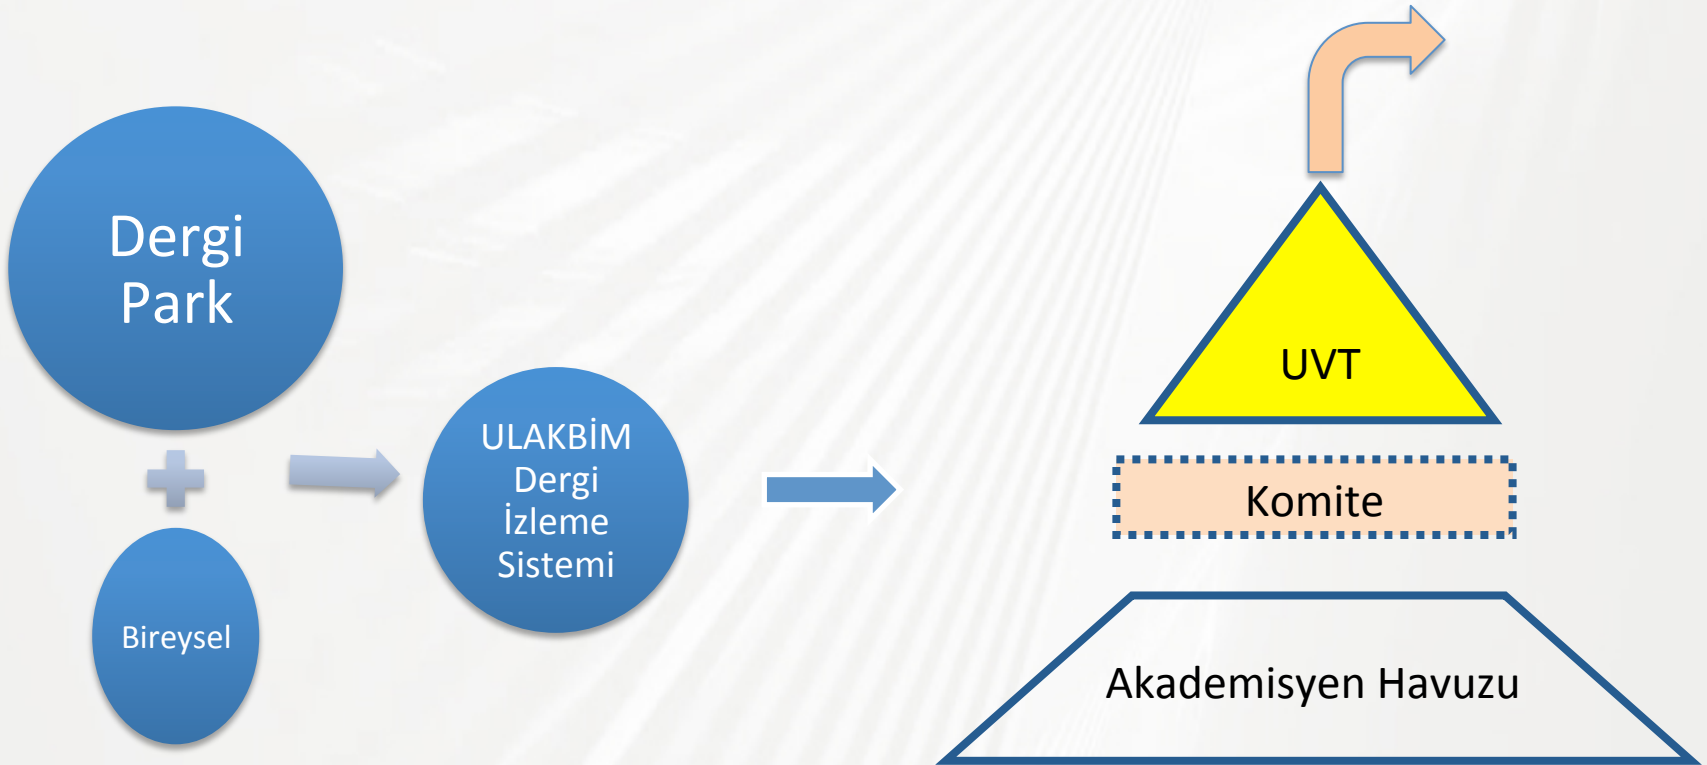 Dergi
Park
Bireysel
ULAKBİM
Dergi
İzleme
Sistemi
UVT
Komite
Akademisyen Havuzu